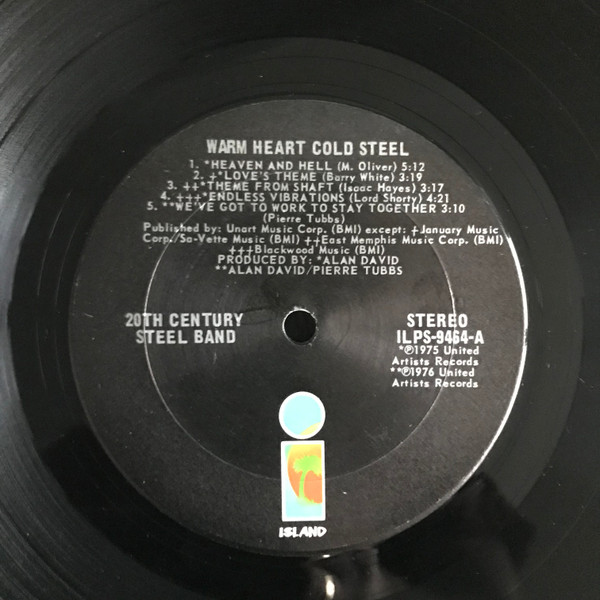 WARM HEART COLD STEEL
1. *HEAVEN AND HELL (M. Oliver) 5:12
2. +*LOVE'S THEME (Barry White) 3:19
3. ++*THEME FROM SHAFT (Isaac Hayes) 3:17
4. +++*ENDLESS VIBRATIONS (Lord Shorty) 4:21
5. **WE'VE GOT TO WORK TO STAY TOGETHER 3:10
(Pierre Tubbs)
Published by: Unart Music Corp. (BMI) except: +January Music
Corp./Sa-Vette Music (BMI) ++East Memphis Music Corp. (BMI)
+++Blackwood Music (BMI)
PRODUCED BY: *ALAN DAVID
**ALAN DAVID/PIERRE TUBBS
20TH CENTURY
STEEL BAND
STEREO
ILPS-9464-A
*℗1975 United
Artists Records
**℗1976 United
Artists Records
ISLAND